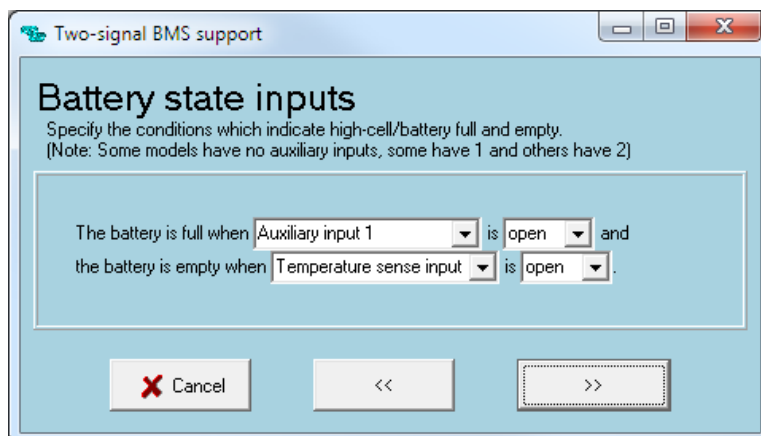 Two-signal BMS support
Battery state inputs
Specify the conditions which indicate high-cell/battery full and empty.
(Note: Some models have no auxiliary inputs, some have 1 and others have 2)
The battery is full when Auxiliary input 1 is open and
the battery is empty when Temperature sense input is open .
Cancel << >>